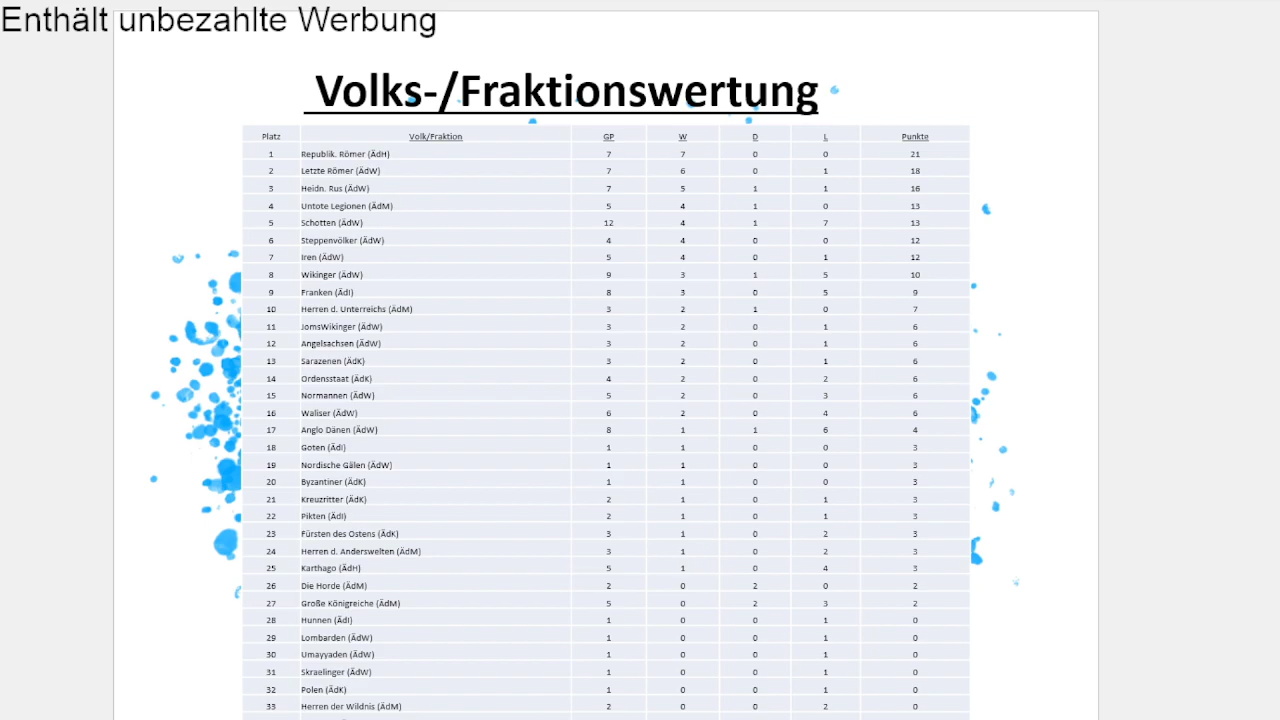 Enthält unbezahlte Werbung
Volks-/Fraktionswertung
Platz Volk/Fraktion GP W D L Punkte
1 Republik. Römer (ÄdH) 7 7 0 0 21
2 Letzte Römer (ÄdW) 7 6 0 1 18
3 Heidn. Rus (ÄdW) 7 5 1 1 16
4 Untote Legionen (ÄdM) 5 4 1 0 13
5 Schotten (ÄdW) 12 4 1 7 13
6 Steppenvölker (ÄdW) 4 4 0 0 12
7 Iren (ÄdW) 5 4 0 1 12
8 Wikinger (ÄdW) 9 3 1 5 10
9 Franken (ÄdI) 8 3 0 5 9
10 Herren d. Unterreichs (ÄdM) 3 2 1 0 7
11 JomsWikinger (ÄdW) 3 2 0 1 6
12 Angelsachsen (ÄdW) 3 2 0 1 6
13 Sarazenen (ÄdK) 3 2 0 1 6
14 Ordensstaat (ÄdK) 4 2 0 2 6
15 Normannen (ÄdW) 5 2 0 3 6
16 Waliser (ÄdW) 6 2 0 4 6
17 Anglo Dänen (ÄdW) 8 1 1 6 4
18 Goten (ÄdI) 1 1 0 0 3
19 Nordische Gälen (ÄdW) 1 1 0 0 3
20 Byzantiner (ÄdK) 1 1 0 0 3
21 Kreuzritter (ÄdK) 2 1 0 1 3
22 Pikten (ÄdI) 2 1 0 1 3
23 Fürsten des Ostens (ÄdK) 3 1 0 2 3
24 Herren d. Anderswelten (ÄdM) 3 1 0 2 3
25 Karthago (ÄdH) 5 1 0 4 3
26 Die Horde (ÄdM) 2 0 2 0 2
27 Große Königreiche (ÄdM) 5 0 2 3 2
28 Hunnen (ÄdI) 1 0 0 1 0
29 Lombarden (ÄdW) 1 0 0 1 0
30 Umayyaden (ÄdW) 1 0 0 1 0
31 Skraelinger (ÄdW) 1 0 0 1 0
32 Polen (ÄdK) 1 0 0 1 0
33 Herren der Wildnis (ÄdM) 2 0 0 2 0